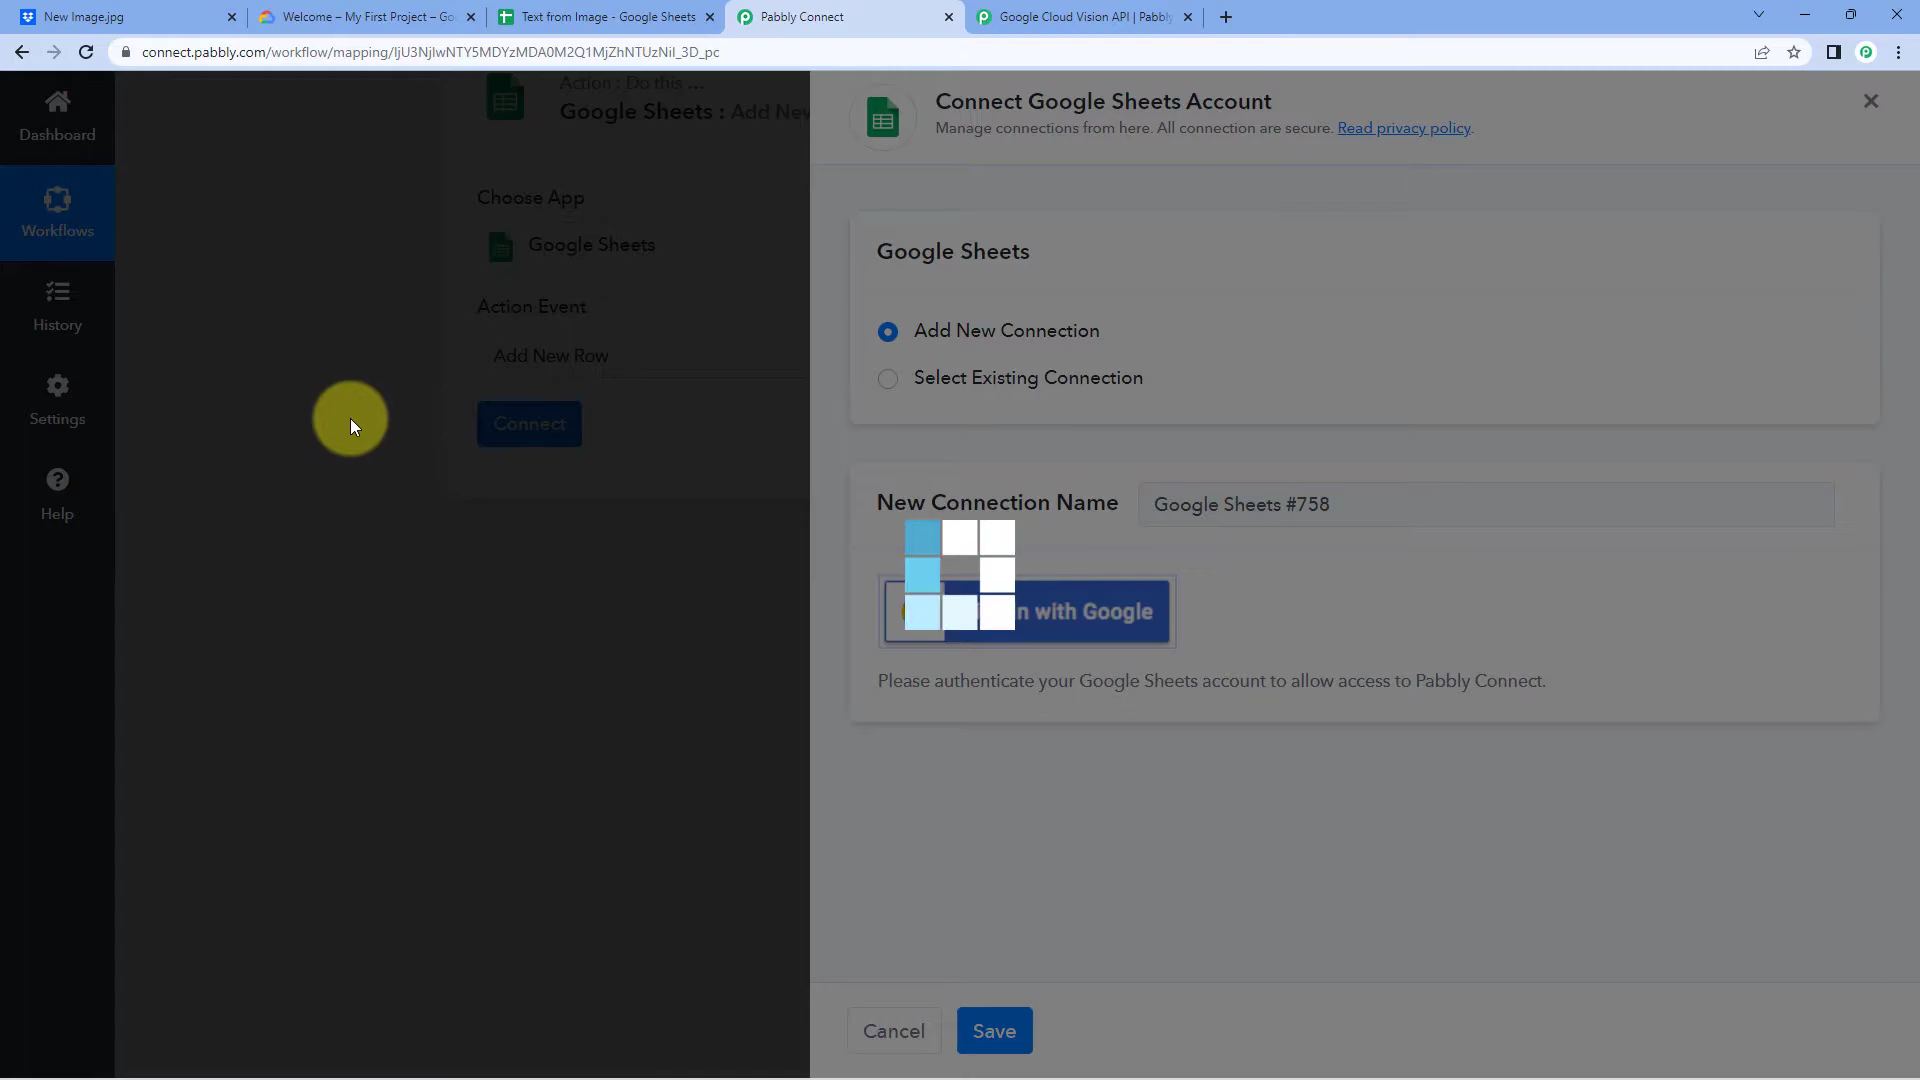 New Image.jpg
Welcome – My First Project – Go
Text from Image - Google Sheets
Pabbly Connect
Google Cloud Vision API | Pabbly
connect.pabbly.com/workflow/mapping/IjU3NjIwNTY5MDYzMDA0M2Q1MjZhNTUzNiI_3D_pc
Dashboard
Workflows
History
Settings
Help
Action : Do this ...
Google Sheets : Add New
Choose App
Google Sheets
Action Event
Add New Row
Connect
Connect Google Sheets Account
Manage connections from here. All connection are secure. Read privacy policy.
Google Sheets
Add New Connection
Select Existing Connection
New Connection Name
Google Sheets #758
n with Google
Please authenticate your Google Sheets account to allow access to Pabbly Connect.
Cancel
Save